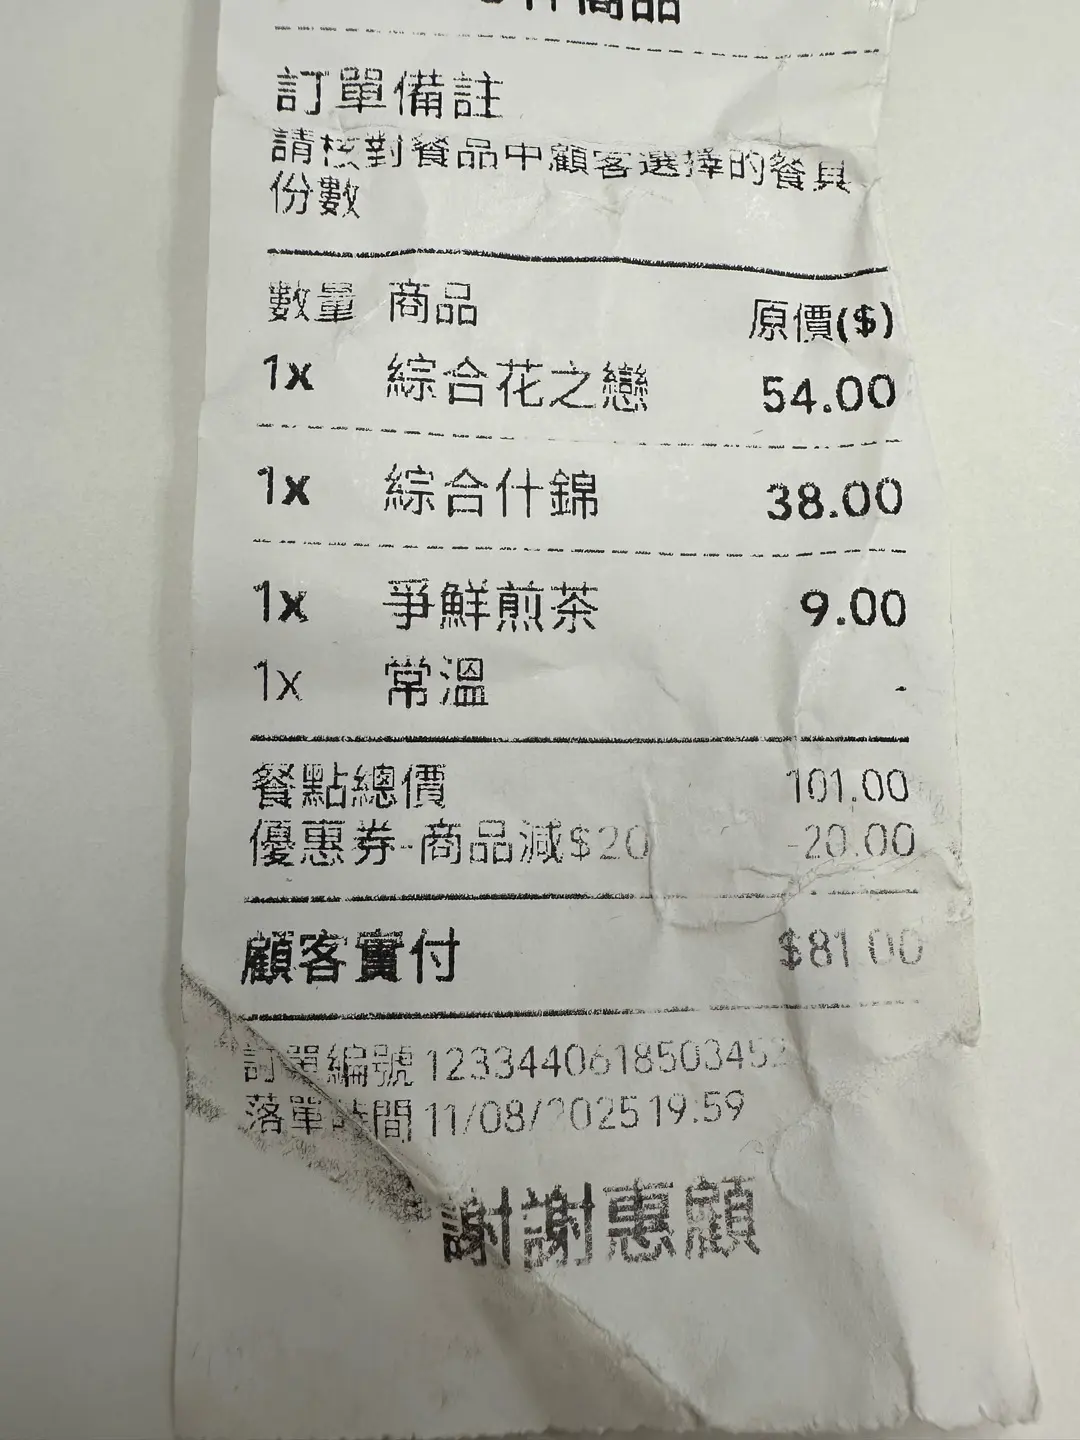 商品
訂單備註
請核對餐品中顧客選擇的餐具
份數
數量 商品 原價($)
1x 綜合花之戀 54.00
1x 綜合什錦 38.00
1x 爭鮮煎茶 9.00
1x 常溫 -
餐點總價 101.00
優惠券-商品減$20 -20.00
顧客實付 $81.00
訂單編號 123344061850345
落單時間 11/08/2025 19:59
謝謝惠顧